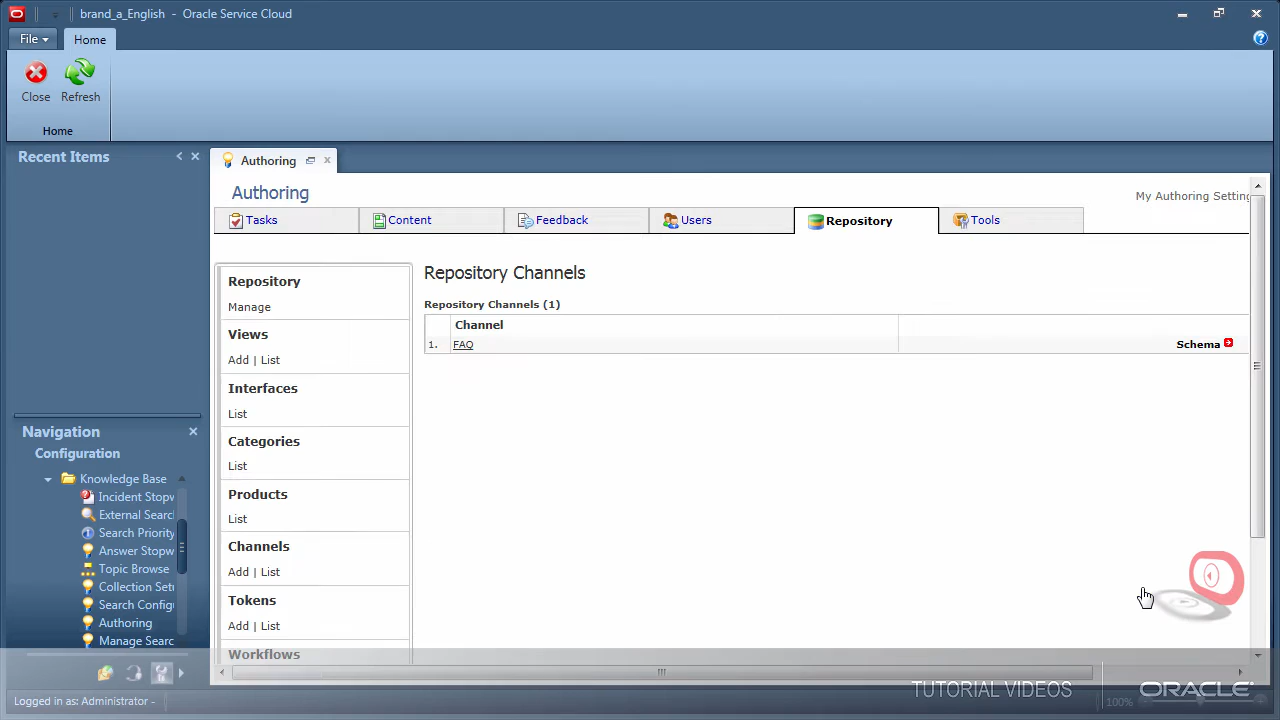 brand_a_English - Oracle Service Cloud
File
Home
Close
Refresh
Home
Recent Items
Authoring
Authoring
My Authoring Setting
Tasks
Content
Feedback
Users
Repository
Tools
Repository
Manage
Views
Add | List
Interfaces
List
Categories
List
Products
List
Channels
Add | List
Tokens
Add | List
Workflows
Repository Channels
Repository Channels (1)
Channel
1. FAQ
Schema
Navigation
Configuration
Knowledge Base
Incident Stopw
External Searc
Search Priority
Answer Stopw
Topic Browse
Collection Set
Search Config
Authoring
Manage Searc
Logged in as: Administrator -
TUTORIAL VIDEOS
ORACLE
100%